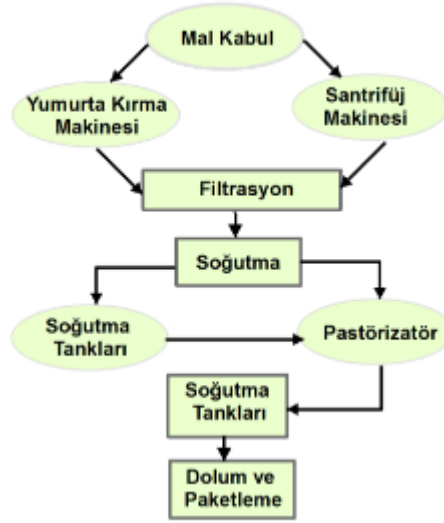 Mal Kabul
Yumurta Kırma
Makinesi
Santrifüj
Makinesi
Filtrasyon
Soğutma
Soğutma
Tankları
Pastörizatör
Soğutma
Tankları
Dolum ve
Paketleme